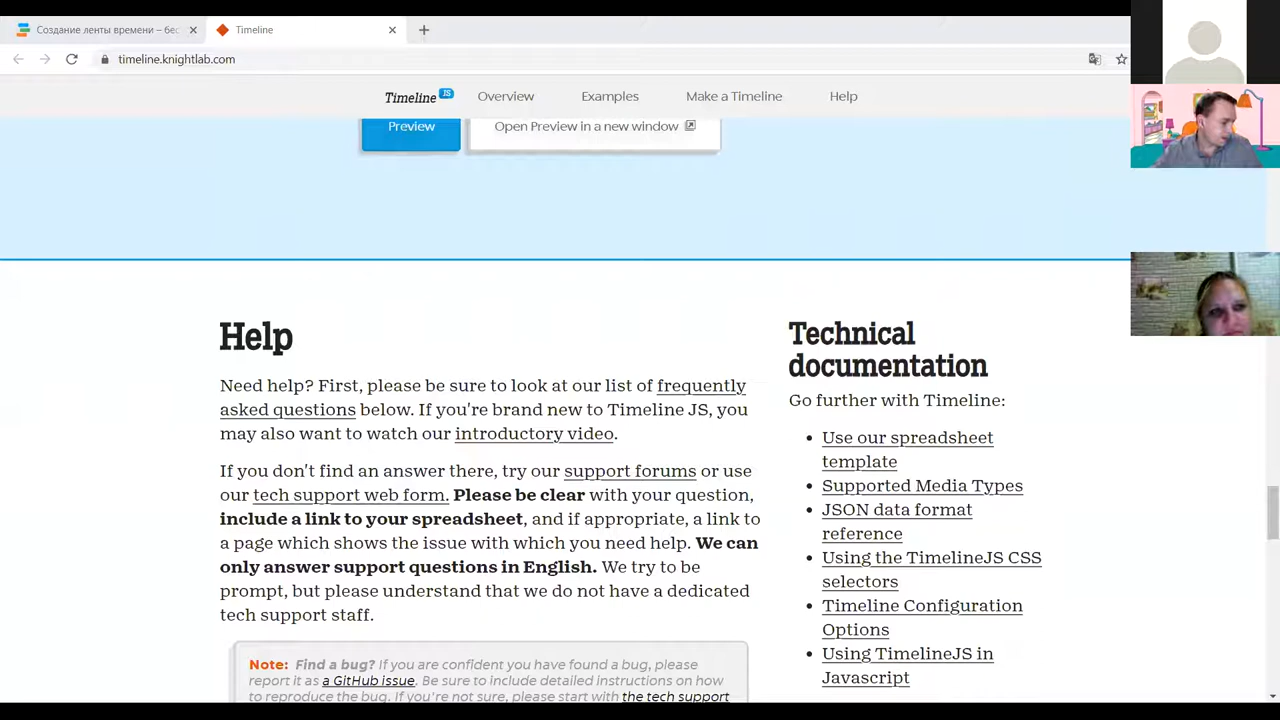 Создание ленты времени – бес
Timeline
timeline.knightlab.com
Timeline JS
Overview
Examples
Make a Timeline
Help
Preview
Open Preview in a new window
Help
Need help? First, please be sure to look at our list of frequently
asked questions below. If you're brand new to Timeline JS, you
may also want to watch our introductory video.
If you don't find an answer there, try our support forums or use
our tech support web form. Please be clear with your question,
include a link to your spreadsheet, and if appropriate, a link to
a page which shows the issue with which you need help. We can
only answer support questions in English. We try to be
prompt, but please understand that we do not have a dedicated
tech support staff.
Note: Find a bug? If you are confident you have found a bug, please
report it as a GitHub issue. Be sure to include detailed instructions on how
to reproduce the bug. If you're not sure, please start with the tech support
Technical
documentation
Go further with Timeline:
• Use our spreadsheet
template
• Supported Media Types
• JSON data format
reference
• Using the TimelineJS CSS
selectors
• Timeline Configuration
Options
• Using TimelineJS in
Javascript